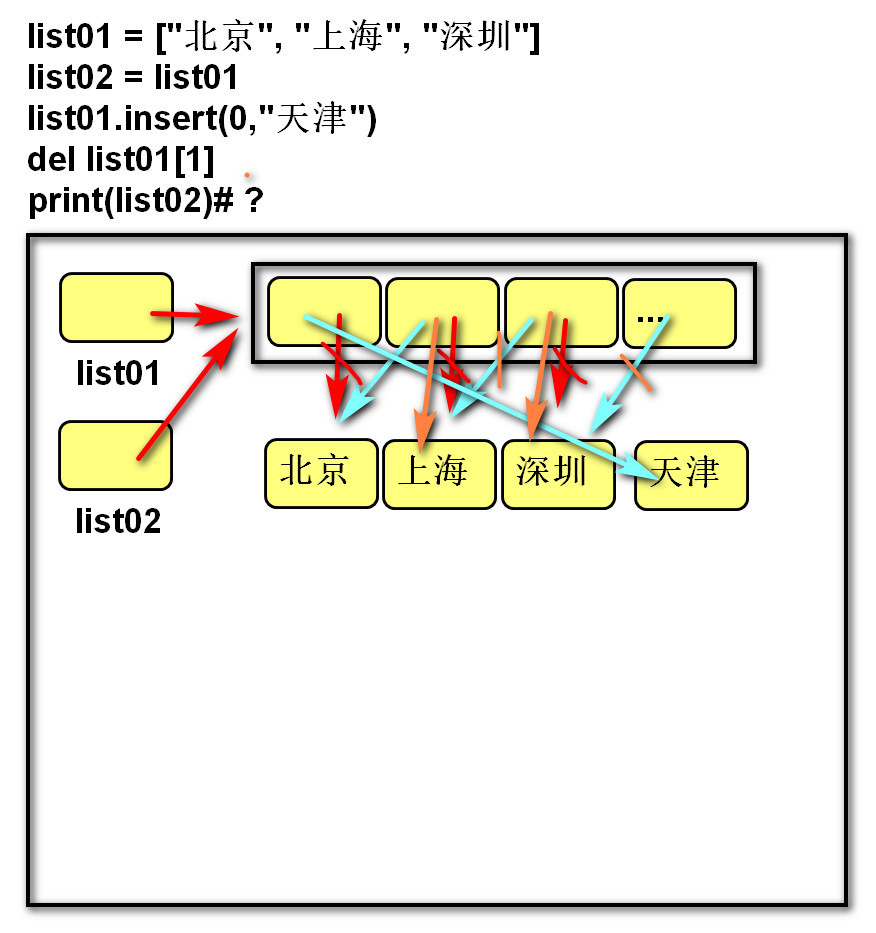 list01 = ["北京", "上海", "深圳"]
list02 = list01
list01.insert(0,"天津")
del list01[1]
print(list02)# ?
...
list01
北京 上海 深圳 天津
list02